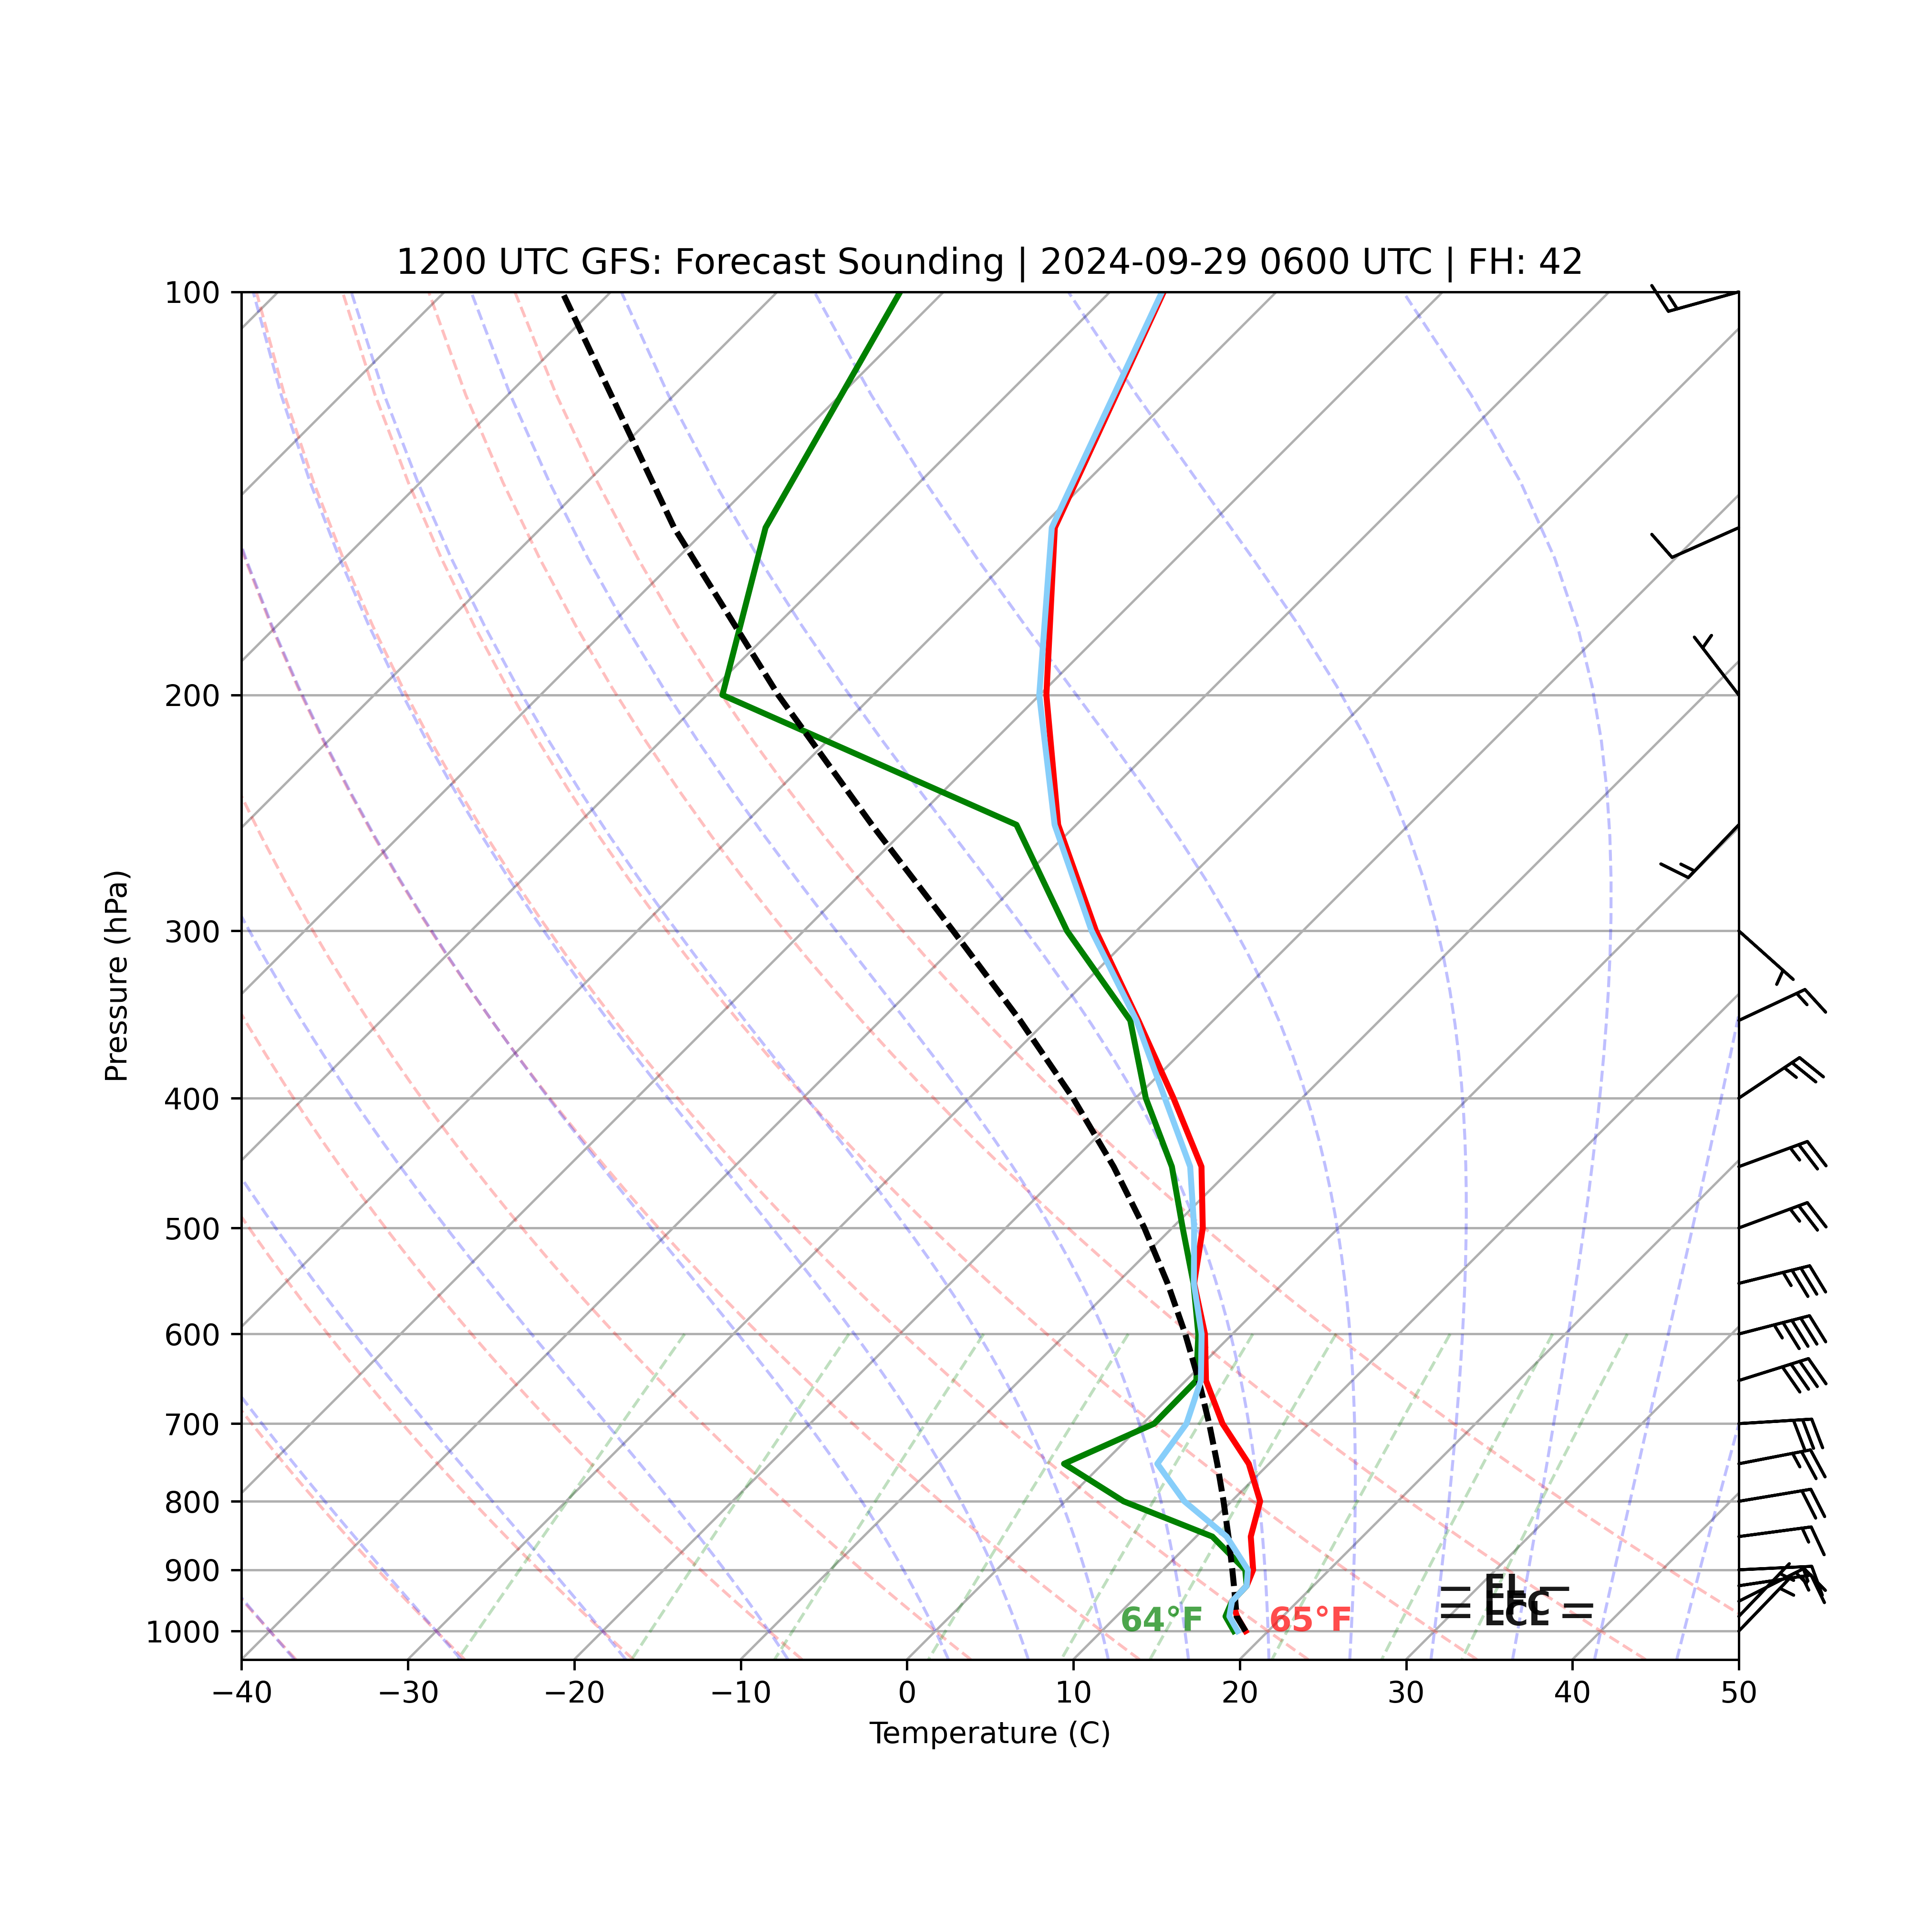 1200 UTC GFS: Forecast Sounding | 2024-09-29 0600 UTC | FH: 42
100
200
300
400
500
600
700
800
900
1000
Pressure (hPa)
EL
LCL
64°F
65°F
−40
−30
−20
−10
0
10
20
30
40
50
Temperature (C)